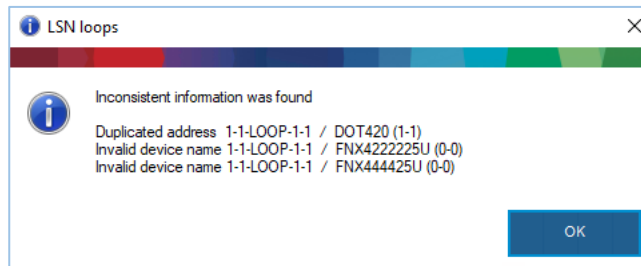 LSN loops
Inconsistent information was found
Duplicated address 1-1-LOOP-1-1 / DOT420 (1-1)
Invalid device name 1-1-LOOP-1-1 / FNX4222225U (0-0)
Invalid device name 1-1-LOOP-1-1 / FNX444425U (0-0)
OK